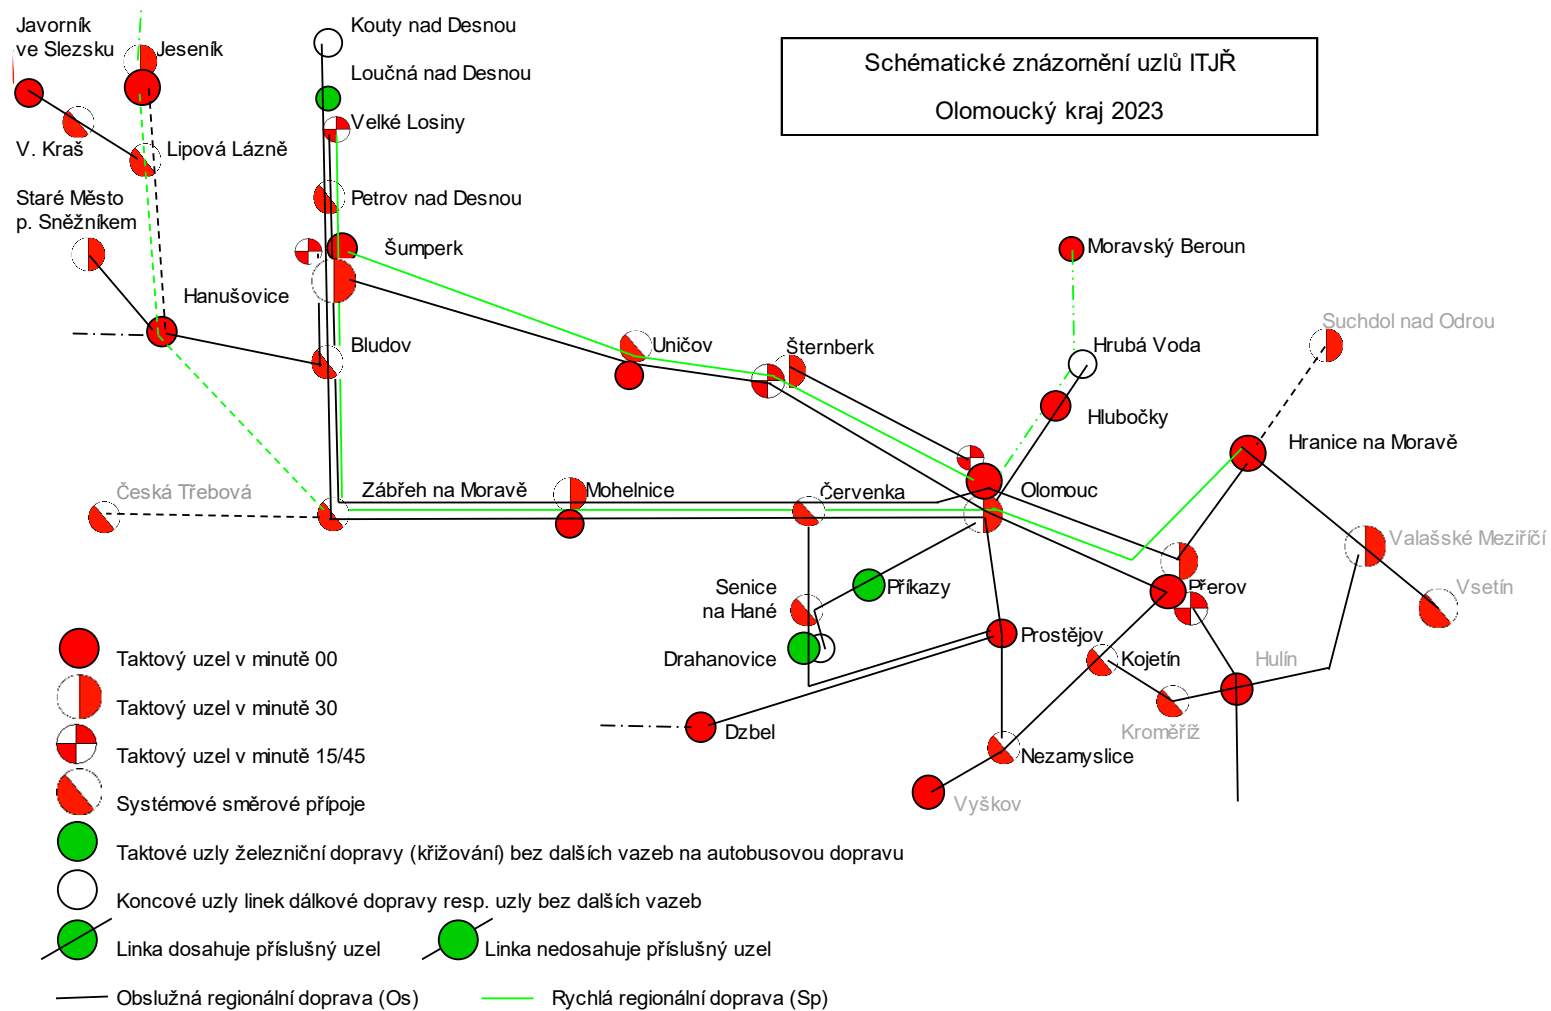 Javorník
ve Slezsku
Jeseník
Kouty nad Desnou
Schématické znázornění uzlů ITJŘ
Olomoucký kraj 2023
Loučná nad Desnou
Velké Losiny
V. Kraš
Lipová Lázně
Staré Město
p. Sněžníkem
Petrov nad Desnou
Šumperk
Moravský Beroun
Hanušovice
Suchdol nad Odrou
Bludov
Uničov
Šternberk
Hrubá Voda
Hlubočky
Hranice na Moravě
Česká Třebová
Zábřeh na Moravě
Mohelnice
Červenka
Olomouc
Valašské Meziříčí
Senice
na Hané
Příkazy
Přerov
Vsetín
Prostějov
Drahanovice
Kojetín
Hulín
Dzbel
Kroměříž
Nezamyslice
Vyškov
Taktový uzel v minutě 00
Taktový uzel v minutě 30
Taktový uzel v minutě 15/45
Systémové směrové přípoje
Taktové uzly železniční dopravy (křižování) bez dalších vazeb na autobusovou dopravu
Koncové uzly linek dálkové dopravy resp. uzly bez dalších vazeb
Linka dosahuje příslušný uzel
Linka nedosahuje příslušný uzel
Obslužná regionální doprava (Os)
Rychlá regionální doprava (Sp)